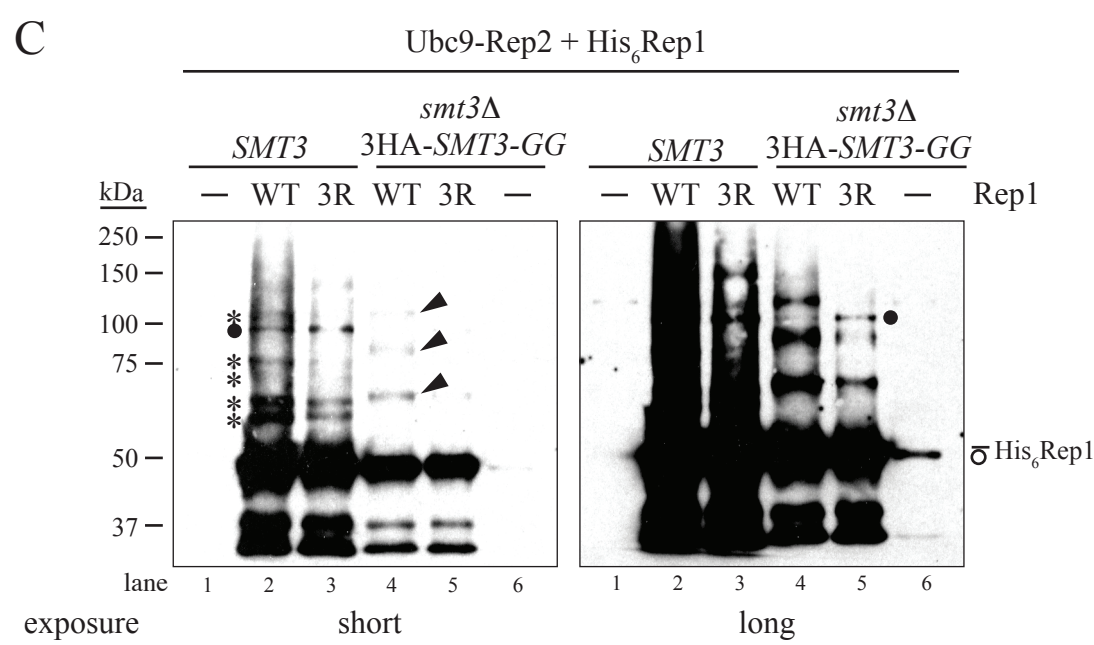 C
Ubc9-Rep2 + His6Rep1
smt3Δ smt3Δ
SMT3 3HA-SMT3-GG SMT3 3HA-SMT3-GG
kDa — WT 3R WT 3R — — WT 3R WT 3R — Rep1
250
150
100
75
50
37
* * * * *
His6Rep1
lane 1 2 3 4 5 6 1 2 3 4 5 6
exposure short long